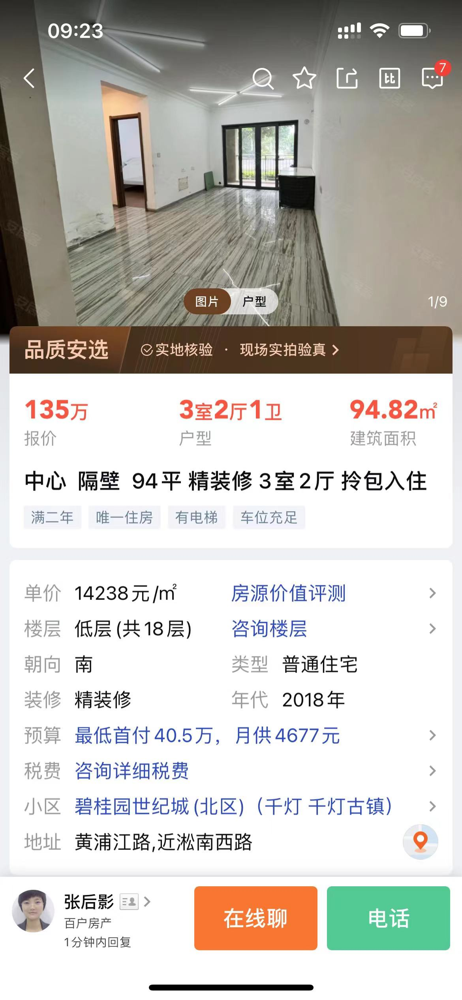 09:23
7
图片 户型
1/9
品质安选 实地核验 · 现场实拍验真
135万 3室2厅1卫 94.82㎡
报价 户型 建筑面积
中心 隔壁 94平 精装修 3室2厅 拎包入住
满二年 唯一住房 有电梯 车位充足
单价 14238元/㎡ 房源价值评测
楼层 低层(共18层) 咨询楼层
朝向 南 类型 普通住宅
装修 精装修 年代 2018年
预算 最低首付40.5万，月供4677元
税费 咨询详细税费
小区 碧桂园世纪城(北区)（千灯 千灯古镇）
地址 黄浦江路,近淞南西路
张后影
百户房产
1分钟内回复
在线聊 电话